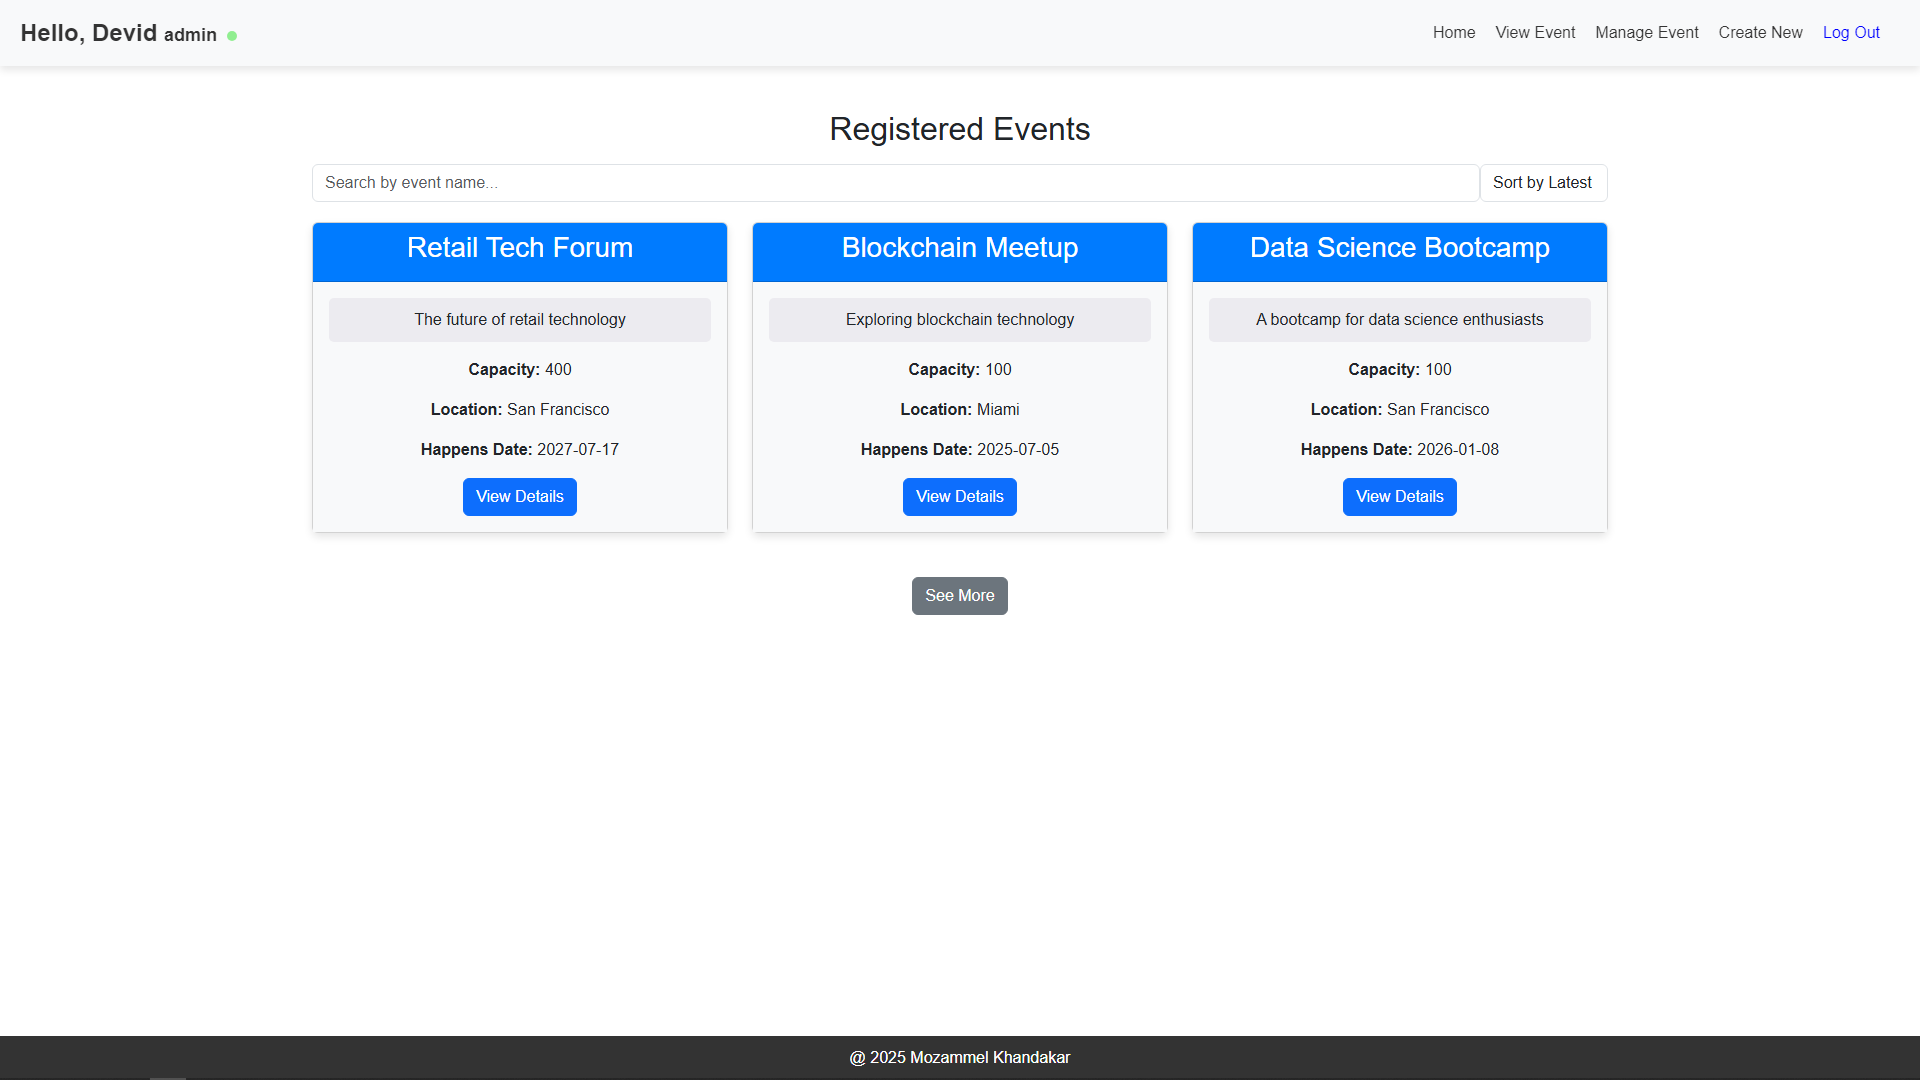 Hello, Devid admin
Home View Event Manage Event Create New Log Out
Registered Events
Search by event name...
Sort by Latest
Retail Tech Forum
The future of retail technology
Capacity: 400
Location: San Francisco
Happens Date: 2027-07-17
View Details
Blockchain Meetup
Exploring blockchain technology
Capacity: 100
Location: Miami
Happens Date: 2025-07-05
View Details
Data Science Bootcamp
A bootcamp for data science enthusiasts
Capacity: 100
Location: San Francisco
Happens Date: 2026-01-08
View Details
See More
@ 2025 Mozammel Khandakar